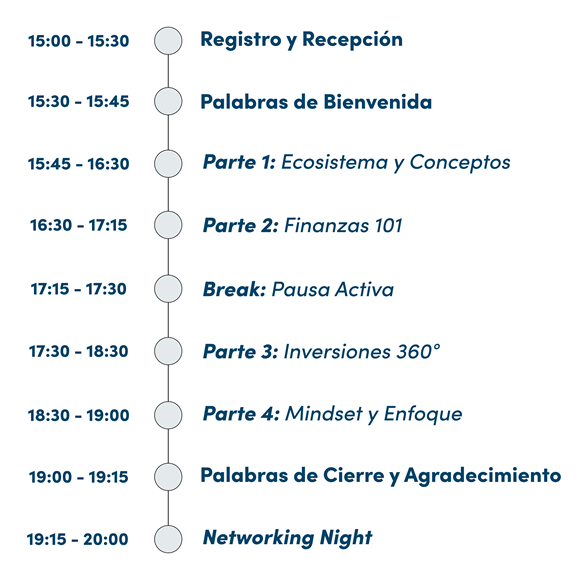 15:00 - 15:30 Registro y Recepción
15:30 - 15:45 Palabras de Bienvenida
15:45 - 16:30 Parte 1: Ecosistema y Conceptos
16:30 - 17:15 Parte 2: Finanzas 101
17:15 - 17:30 Break: Pausa Activa
17:30 - 18:30 Parte 3: Inversiones 360°
18:30 - 19:00 Parte 4: Mindset y Enfoque
19:00 - 19:15 Palabras de Cierre y Agradecimiento
19:15 - 20:00 Networking Night